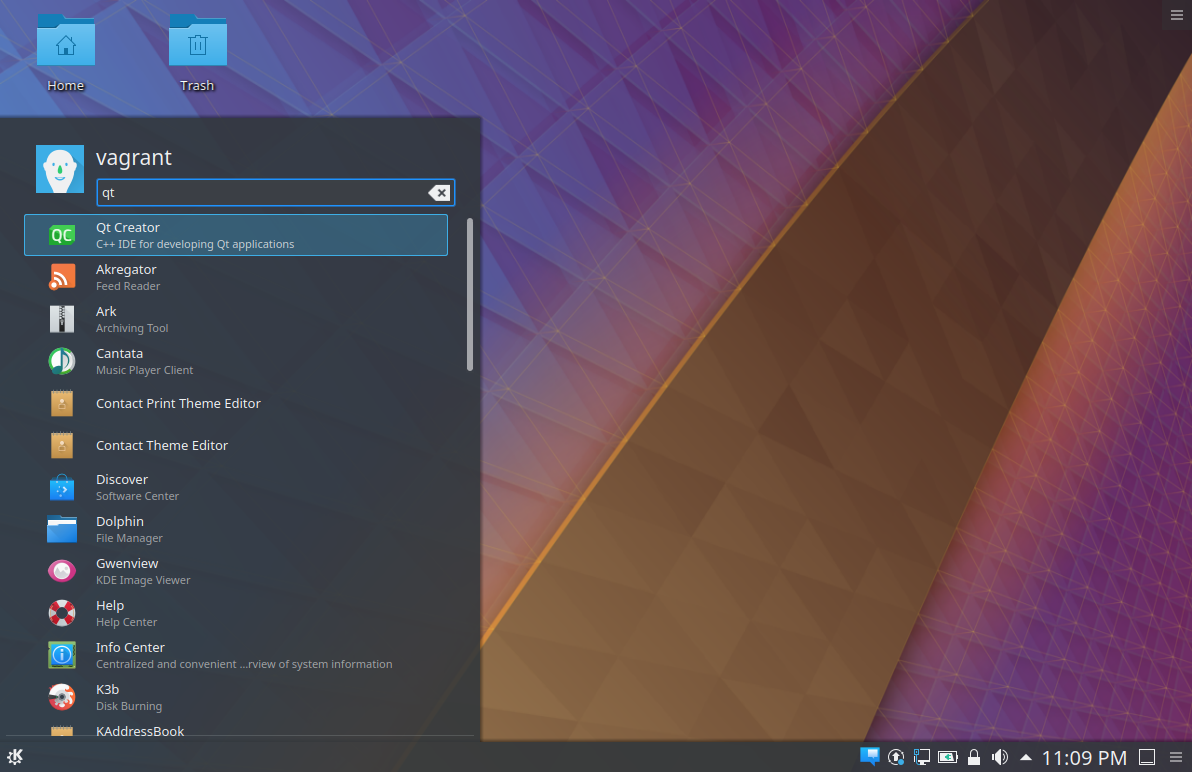 Home
Trash
vagrant
qt
QC
Qt Creator
C++ IDE for developing Qt applications
Akregator
Feed Reader
Ark
Archiving Tool
Cantata
Music Player Client
Contact Print Theme Editor
Contact Theme Editor
Discover
Software Center
Dolphin
File Manager
Gwenview
KDE Image Viewer
Help
Help Center
Info Center
Centralized and convenient ...rview of system information
K3b
Disk Burning
KAddressBook
11:09 PM